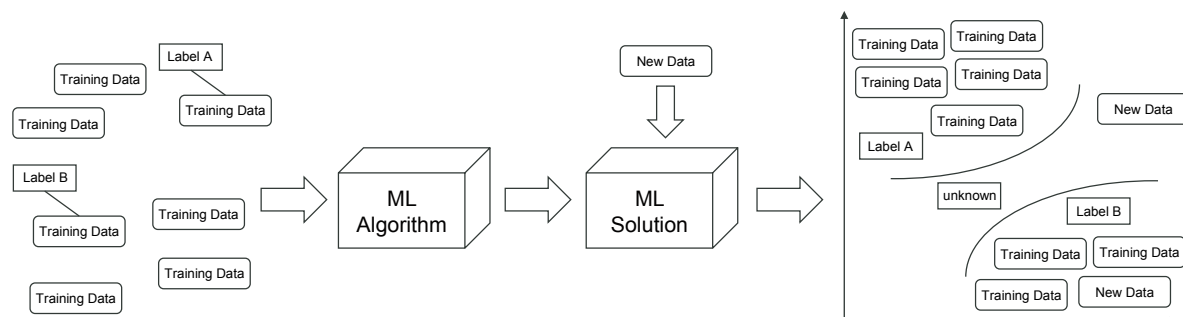 Label A
Training Data
Training Data
Training Data
Label B
Training Data
Training Data
Training Data
Training Data
ML
Algorithm
New Data
ML
Solution
Training Data
Training Data
Training Data
Training Data
Training Data
New Data
Label A
unknown
Label B
Training Data
Training Data
Training Data
New Data